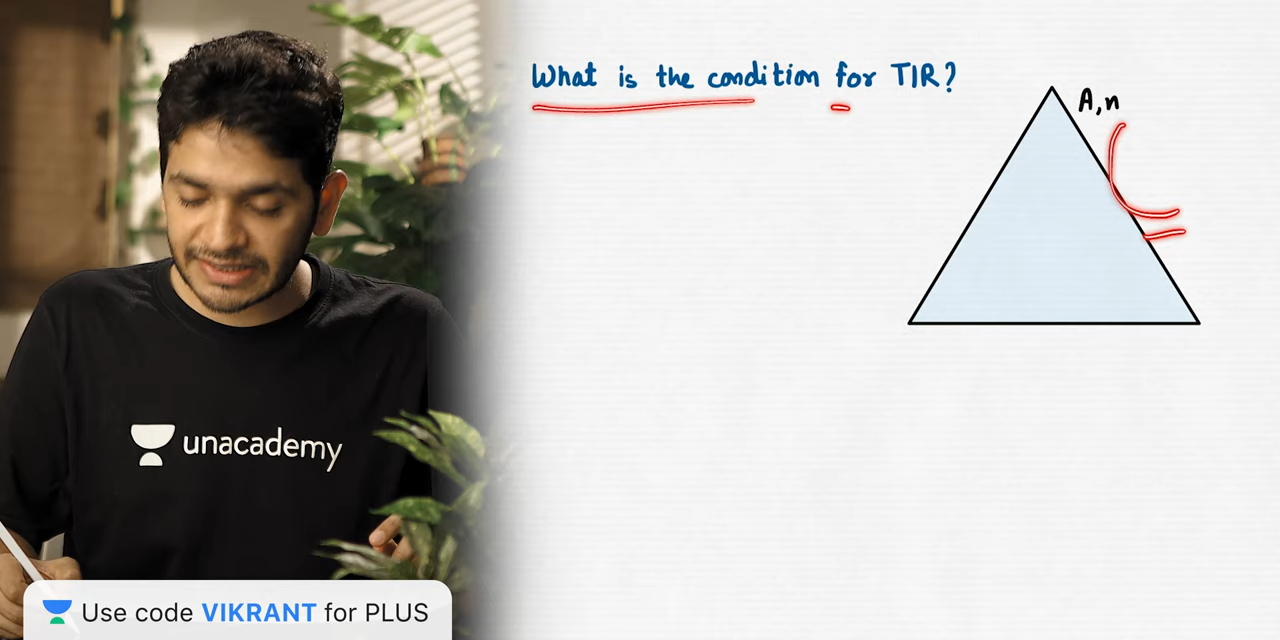 What is the condition for TIR?
A,n
unacademy
Use code VIKRANT for PLUS